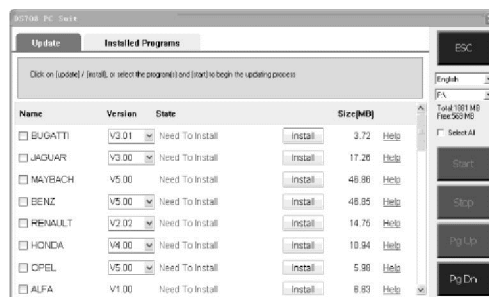 DS708 PC Suit
Update Installed Programs
ESC
Click on [update] / [install], or select the program(s) and [start] to begin the updating process
English
F:\
Total:1881 MB
Free:569 MB
Select All
Name Version State Size[MB]
BUGATTI V3.01 Need To Install Install 3.72 Help
JAGUAR V3.00 Need To Install Install 17.26 Help
MAYBACH V5.00 Need To Install Install 46.86 Help
BENZ V5.00 Need To Install Install 46.85 Help
RENAULT V2.02 Need To Install Install 14.76 Help
HONDA V4.00 Need To Install Install 10.94 Help
OPEL V5.00 Need To Install Install 5.98 Help
ALFA V1.00 Need To Install Install 8.63 Help
Start
Stop
Pg Up
Pg Dn